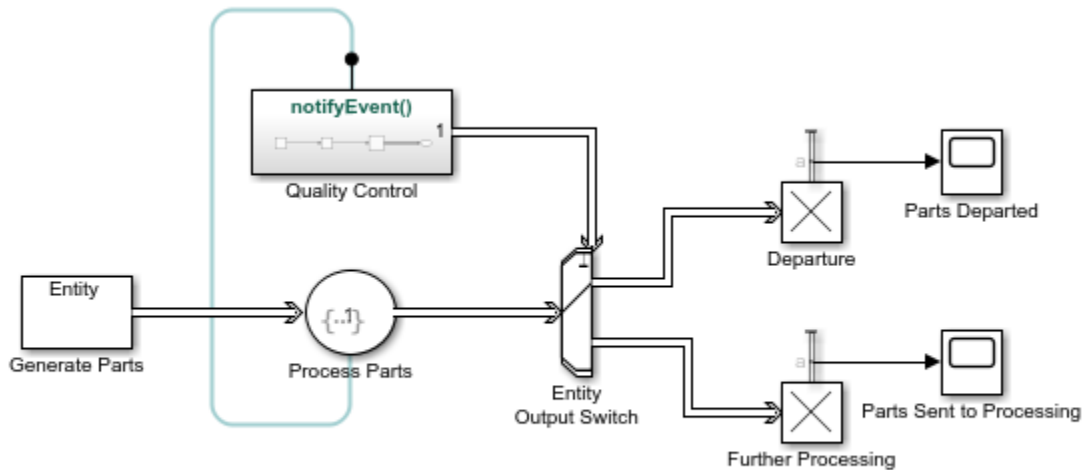 notifyEvent()
1
Quality Control
a
Parts Departed
Departure
Entity
Generate Parts
{..1}
Process Parts
Entity
Output Switch
a
Parts Sent to Processing
Further Processing